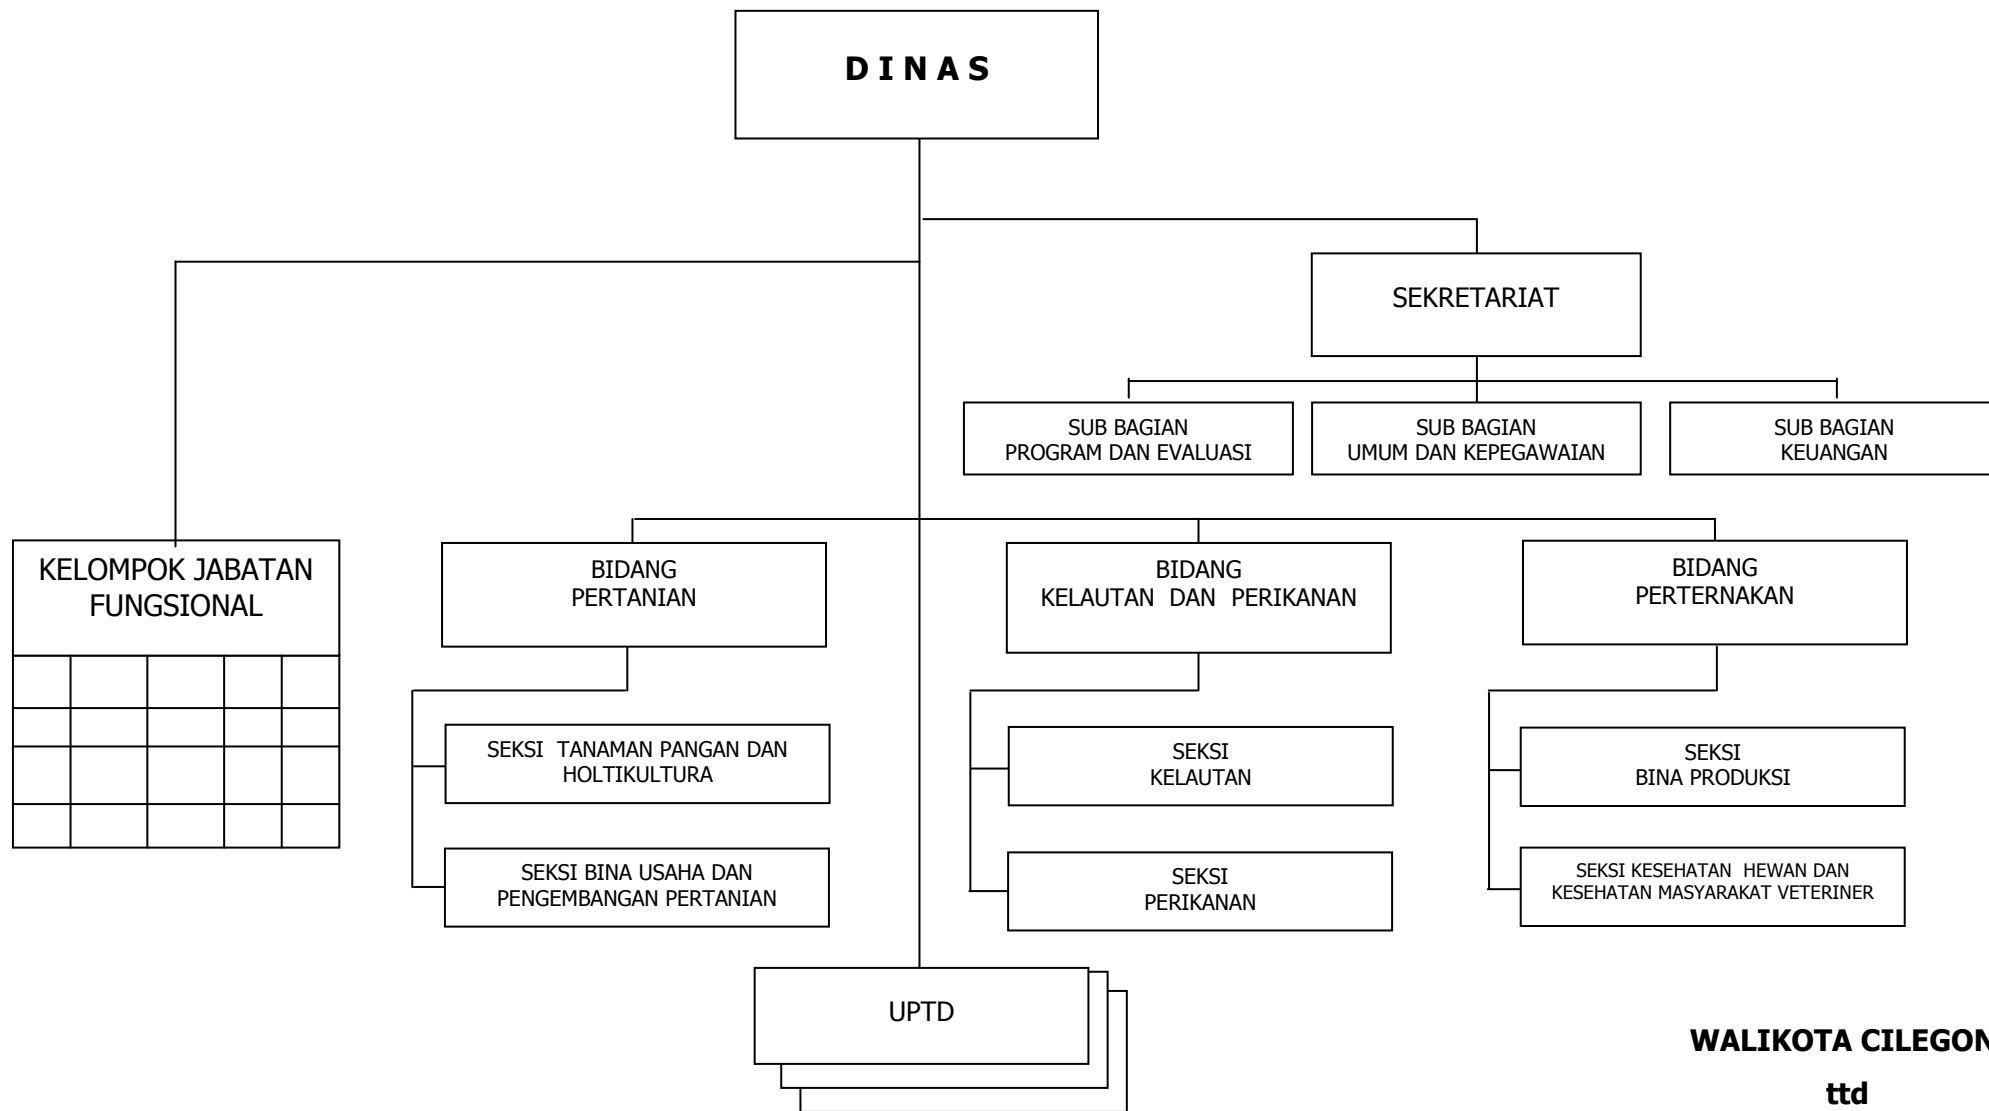 D I N A S
SEKRETARIAT
SUB BAGIAN
PROGRAM DAN EVALUASI
SUB BAGIAN
UMUM DAN KEPEGAWAIAN
SUB BAGIAN
KEUANGAN
KELOMPOK JABATAN
FUNGSIONAL
BIDANG
PERTANIAN
BIDANG
KELAUTAN DAN PERIKANAN
BIDANG
PERTERNAKAN
SEKSI TANAMAN PANGAN DAN
HOLTIKULTURA
SEKSI
KELAUTAN
SEKSI
BINA PRODUKSI
SEKSI BINA USAHA DAN
PENGEMBANGAN PERTANIAN
SEKSI
PERIKANAN
SEKSI KESEHATAN HEWAN DAN
KESEHATAN MASYARAKAT VETERINER
UPTD
WALIKOTA CILEGON
ttd